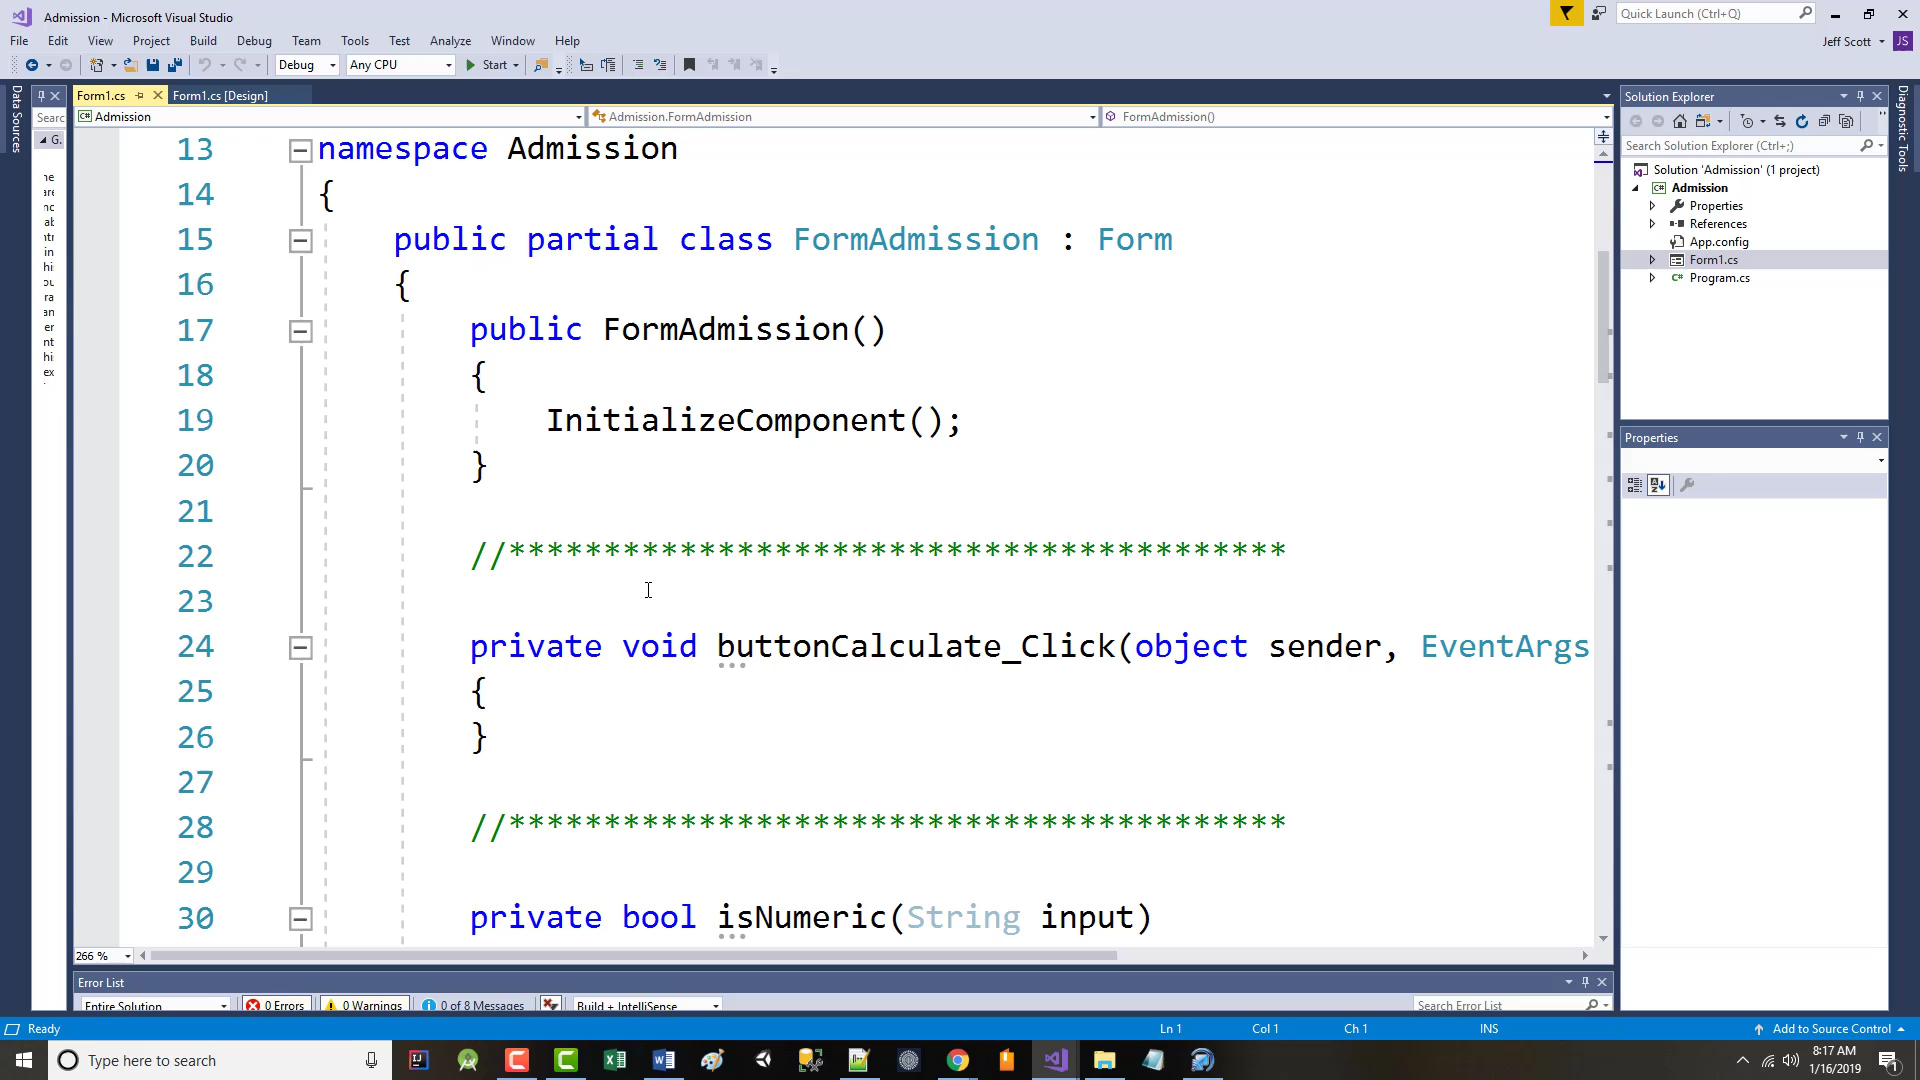 Admission - Microsoft Visual Studio
Quick Launch (Ctrl+Q)
File Edit View Project Build Debug Team Tools Test Analyze Window Help
Jeff Scott JS
Debug Any CPU Start
Data Sources
Form1.cs
Form1.cs [Design]
Searc
G.
Admission
Admission.FormAdmission
FormAdmission()
13 namespace Admission
14 {
15 public partial class FormAdmission : Form
16 {
17 public FormAdmission()
18 {
19 InitializeComponent();
20 }
21
22 //*****************************************
23
24 private void buttonCalculate_Click(object sender, EventArgs
25 {
26 }
27
28 //*****************************************
29
30 private bool isNumeric(String input)
266 %
Solution Explorer
Search Solution Explorer (Ctrl+;)
Solution 'Admission' (1 project)
Admission
Properties
References
App.config
Form1.cs
Program.cs
Properties
Diagnostic Tools
Error List
Entire Solution 0 Errors 0 Warnings 0 of 8 Messages Build + IntelliSense Search Error List
Ready Ln 1 Col 1 Ch 1 INS Add to Source Control
Type here to search
8:17 AM
1/16/2019